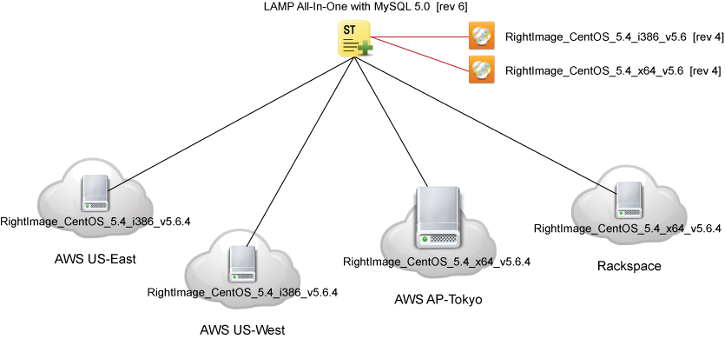 LAMP All-In-One with MySQL 5.0 [rev 6]
ST
RightImage_CentOS_5.4_i386_v5.6 [rev 4]
RightImage_CentOS_5.4_x64_v5.6 [rev 4]
RightImage_CentOS_5.4_i386_v5.6.4
AWS US-East
RightImage_CentOS_5.4_i386_v5.6.4
AWS US-West
RightImage_CentOS_5.4_x64_v5.6.4
AWS AP-Tokyo
RightImage_CentOS_5.4_x64_v5.6.4
Rackspace